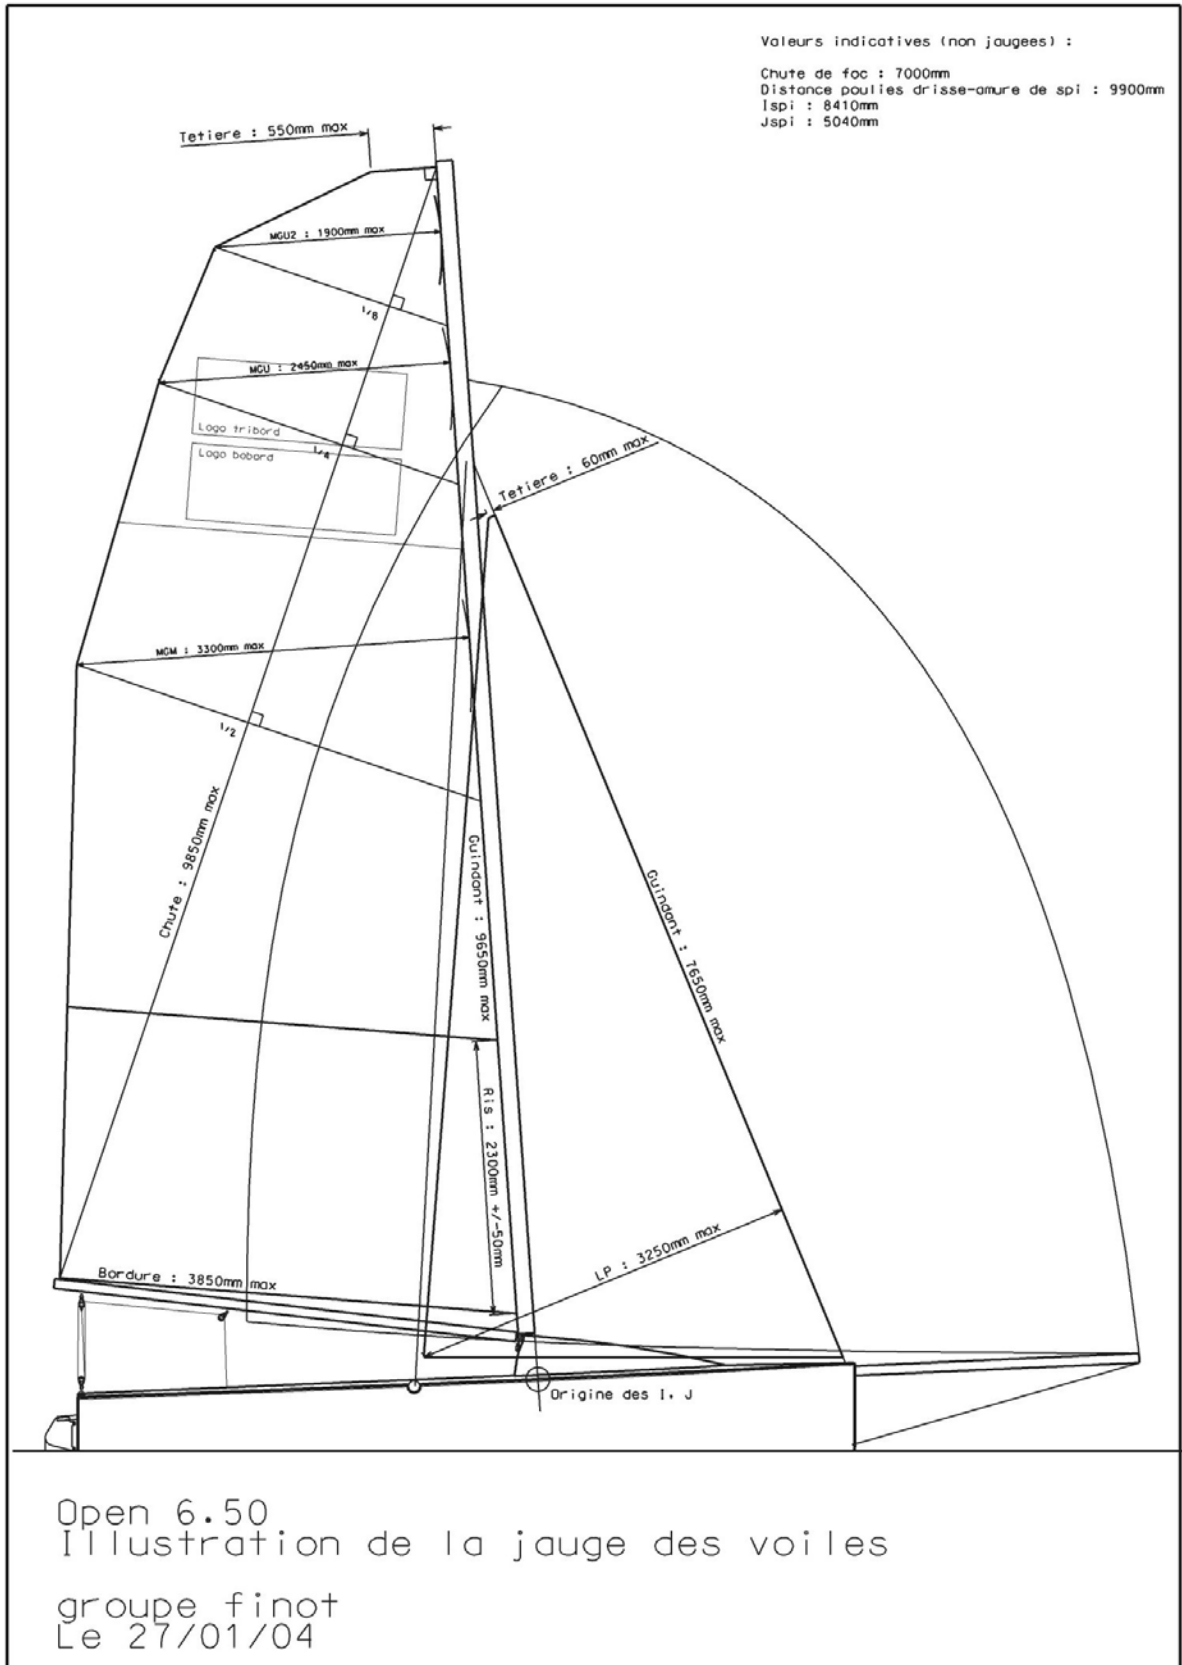 Valeurs indicatives (non jaugees) :
Chute de foc : 7000mm
Distance poulies drisse-amure de spi : 9900mm
Ispi : 8410mm
Jspi : 5040mm
Tetiere : 550mm max
MGU2 : 1900mm max
1/8
MGU : 2450mm max
Logo tribord
1/4
Logo babord
Tetiere : 60mm max
MGM : 3300mm max
1/2
Chute : 9850mm max
Guindant : 9650mm max
Guindant : 7650mm max
Ris : 2300mm +/-50mm
LP : 3250mm max
Bordure : 3850mm max
Origine des I. J
Open 6.50
Illustration de la jauge des voiles
groupe finot
Le 27/01/04